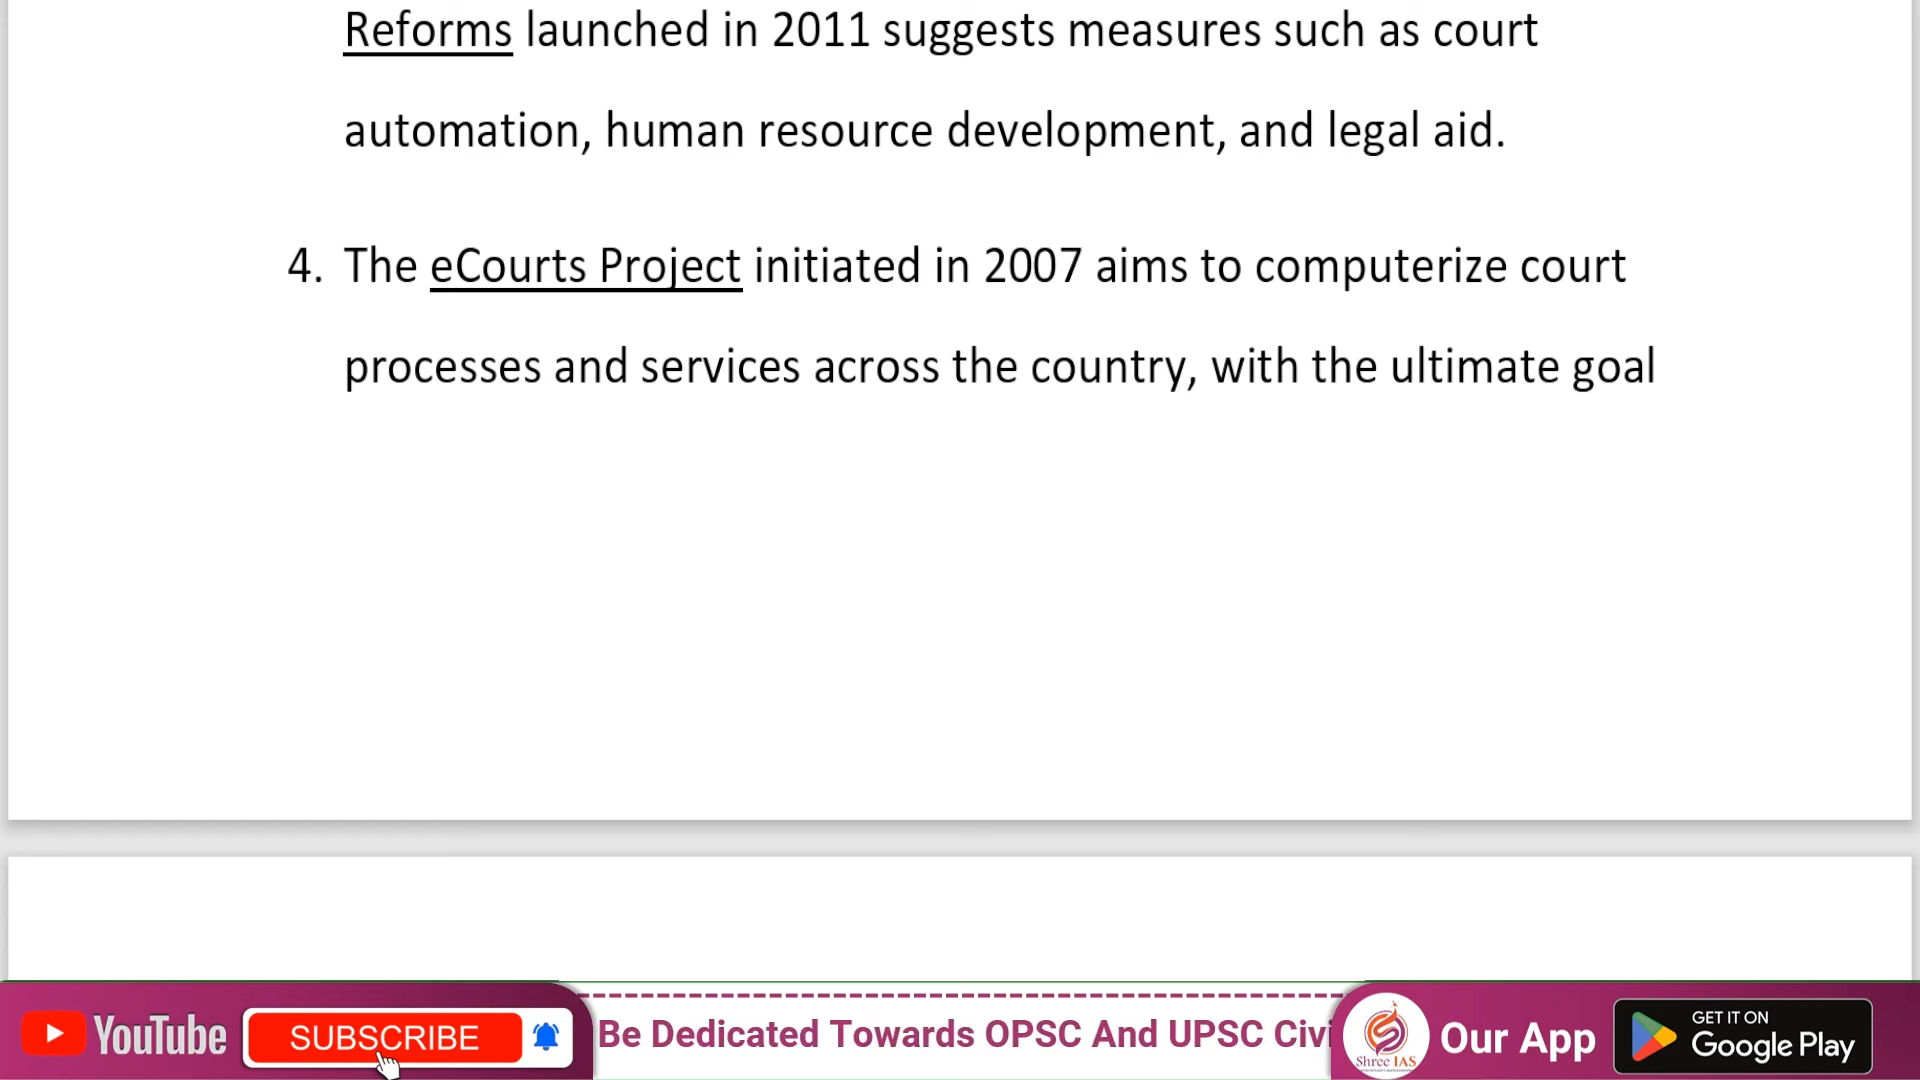 Reforms launched in 2011 suggests measures such as court
automation, human resource development, and legal aid.
4. The eCourts Project initiated in 2007 aims to computerize court
processes and services across the country, with the ultimate goal
YouTube
SUBSCRIBE
Be Dedicated Towards OPSC And UPSC Civi
Shree IAS
Our App
GET IT ON
Google Play